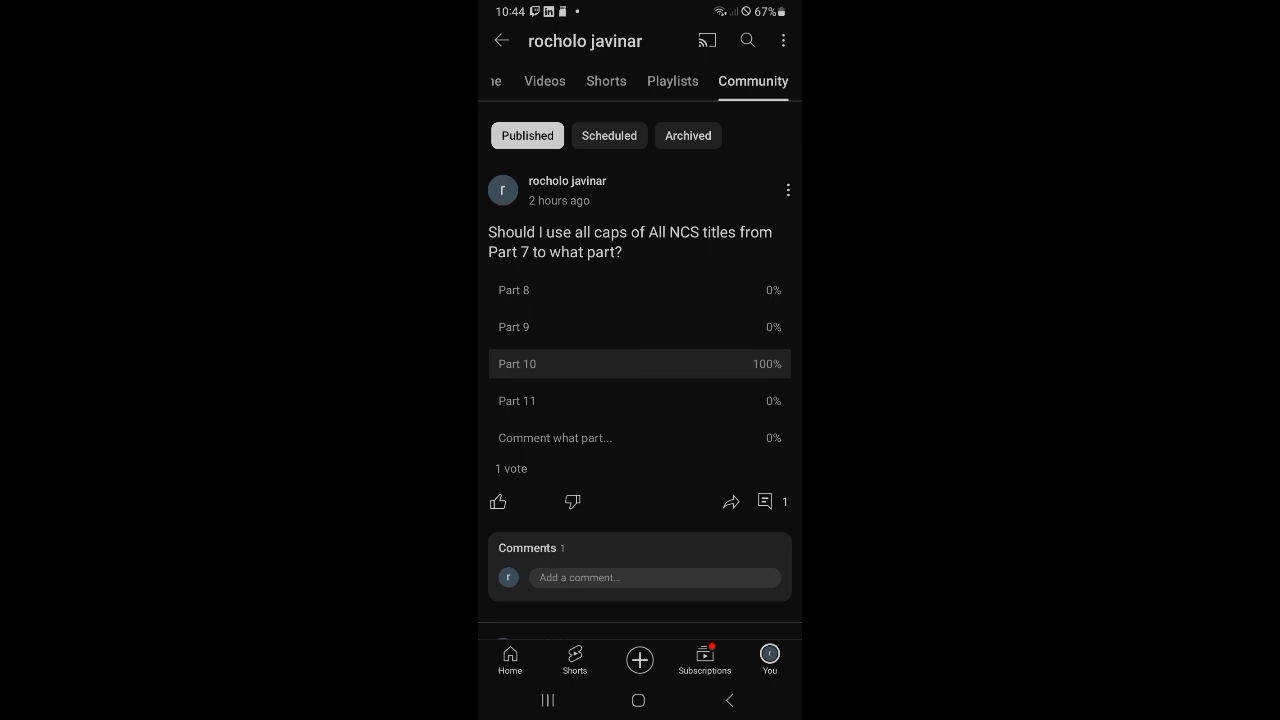 10:44 67%
rocholo javinar
Videos Shorts Playlists Community
Published Scheduled Archived
r rocholo javinar
2 hours ago
Should I use all caps of All NCS titles from
Part 7 to what part?
Part 8 0%
Part 9 0%
Part 10 100%
Part 11 0%
Comment what part... 0%
1 vote
1
Comments 1
r Add a comment...
Home Shorts Subscriptions r You